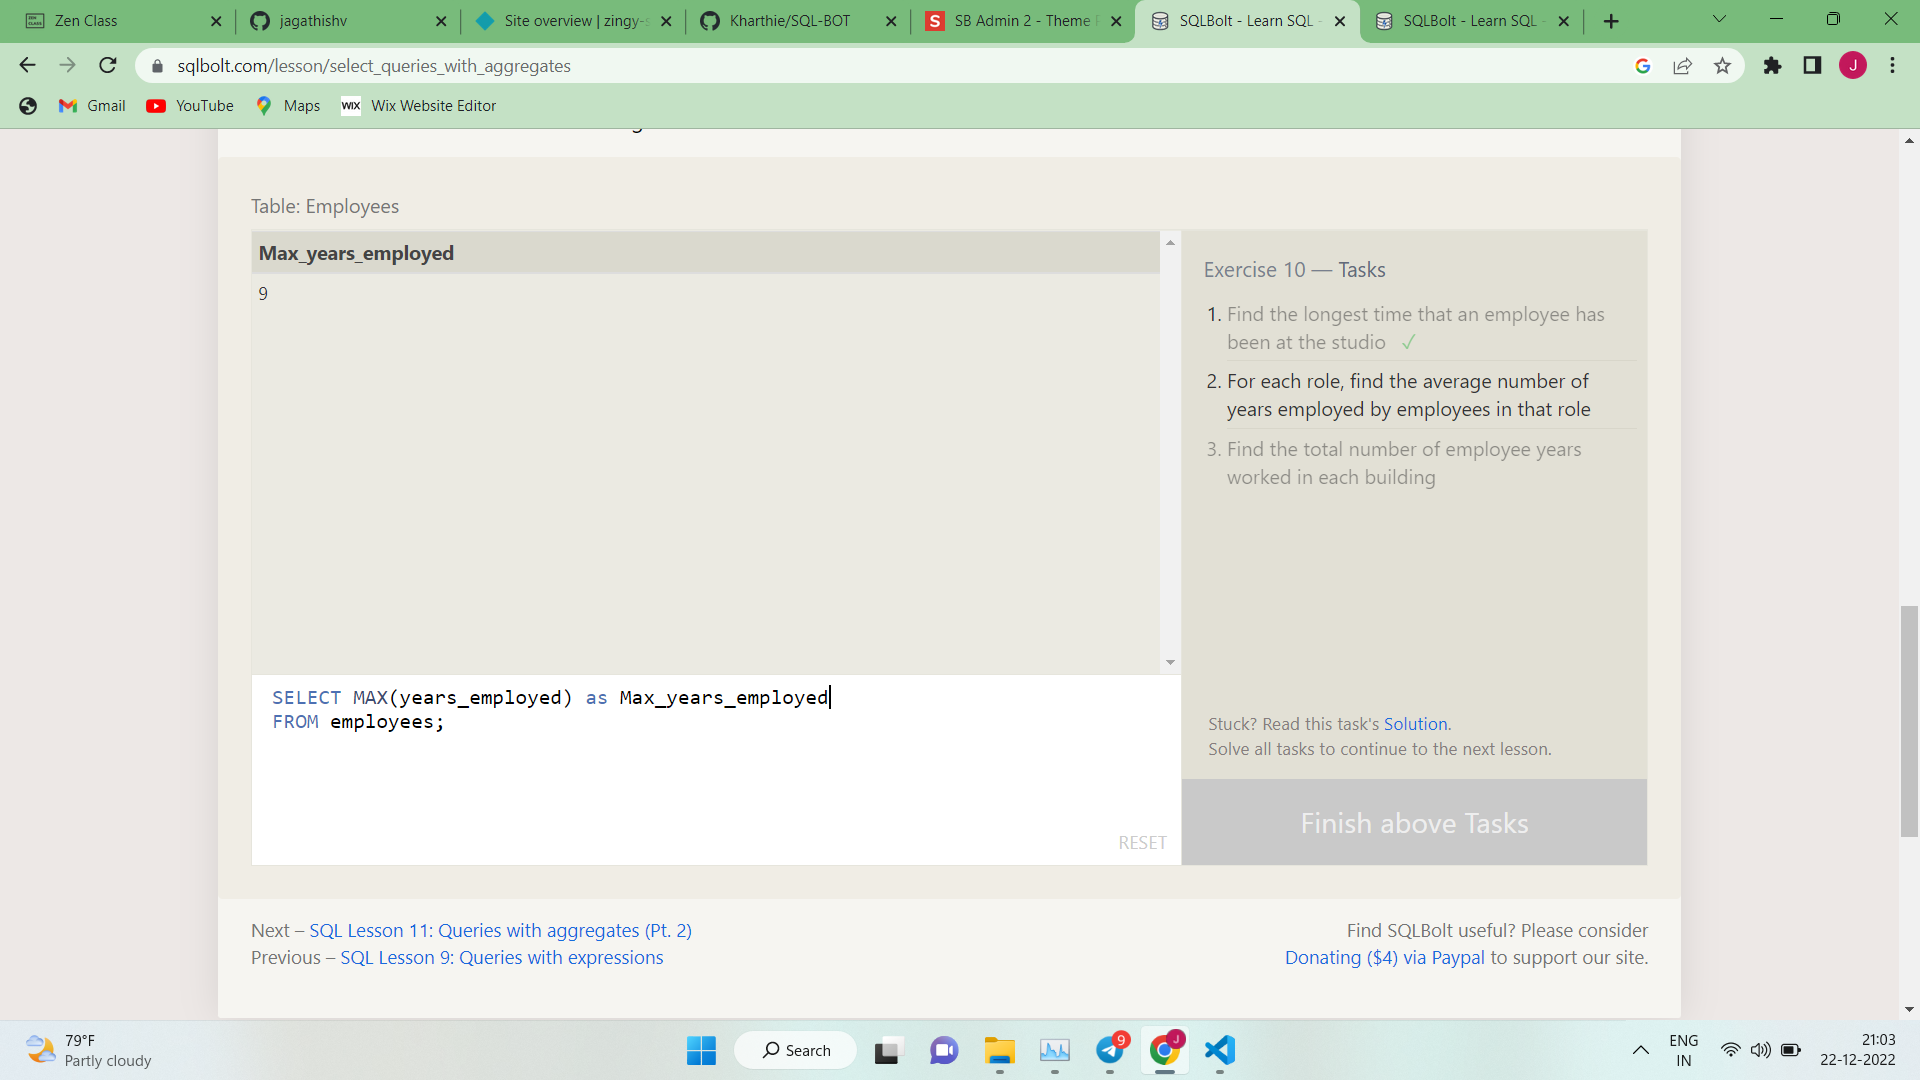 Zen Class
jagathishv
Site overview | zingy-s
Kharthie/SQL-BOT
SB Admin 2 - Theme P
SQLBolt - Learn SQL -
SQLBolt - Learn SQL -
sqlbolt.com/lesson/select_queries_with_aggregates
J
Gmail
YouTube
Maps
WIX Wix Website Editor
Table: Employees
Max_years_employed
9
Exercise 10 — Tasks
1. Find the longest time that an employee has
been at the studio ✓
2. For each role, find the average number of
years employed by employees in that role
3. Find the total number of employee years
worked in each building
SELECT MAX(years_employed) as Max_years_employed
FROM employees;
RESET
Stuck? Read this task's Solution.
Solve all tasks to continue to the next lesson.
Finish above Tasks
Next – SQL Lesson 11: Queries with aggregates (Pt. 2)
Previous – SQL Lesson 9: Queries with expressions
Find SQLBolt useful? Please consider
Donating ($4) via Paypal to support our site.
79°F
Partly cloudy
Search
9
J
ENG
IN
21:03
22-12-2022